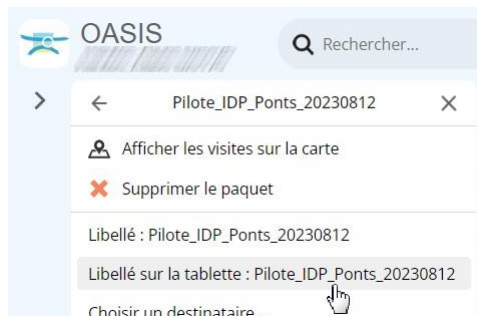 OASIS
Rechercher...
Pilote_IDP_Ponts_20230812
Afficher les visites sur la carte
Supprimer le paquet
Libellé : Pilote_IDP_Ponts_20230812
Libellé sur la tablette : Pilote_IDP_Ponts_20230812
Choisir un destinataire...